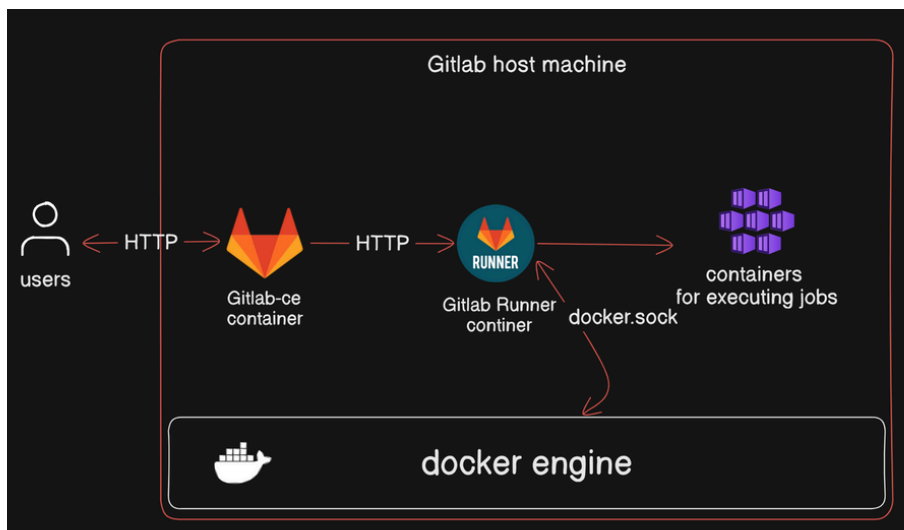 Gitlab host machine
HTTP
HTTP
RUNNER
users
Gitlab-ce
container
Gitlab Runner
continer
docker.sock
containers
for executing jobs
docker engine